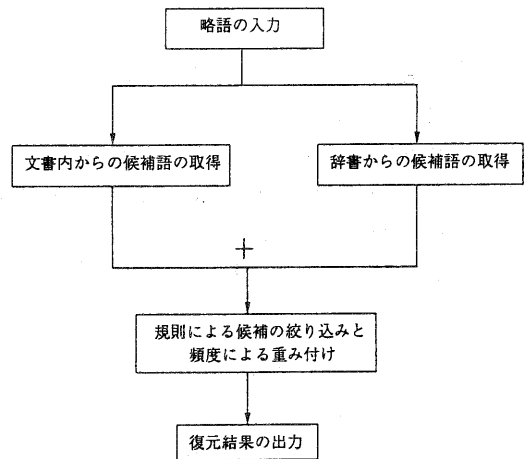 略語の入力
文書内からの候補語の取得
辞書からの候補語の取得
+
規則による候補の絞り込みと
頻度による重み付け
復元結果の出力